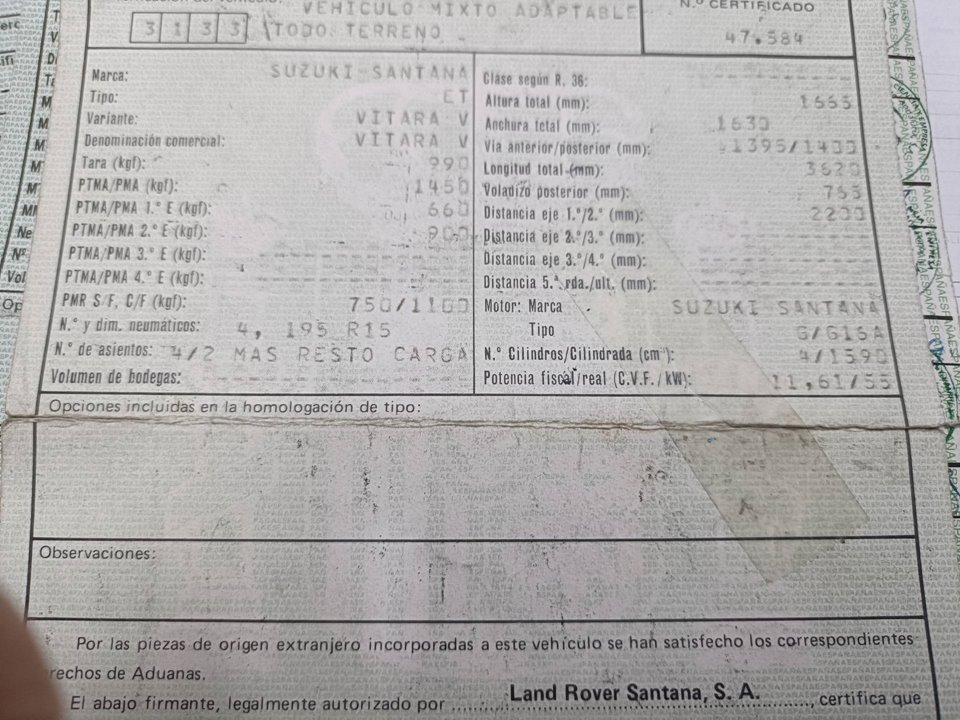 VEHICULO MIXTO ADAPTABLE
3133 TODO TERRENO
N.º CERTIFICADO
47.584
Marca: SUZUKI-SANTANA
Tipo: ET
Variante: VITARA V
Denominación comercial: VITARA V
Tara (kgf): 990
PTMA/PMA (kgf): 1450
PTMA/PMA 1.º E (kgf): 660
PTMA/PMA 2.º E (kgf): 900
PTMA/PMA 3.º E (kgf):
PTMA/PMA 4.º E (kgf):
PMR S/F, C/F (kgf): 750/1100
N.º y dim. neumáticos: 4, 195 R15
N.º de asientos: 4/2 MAS RESTO CARGA
Volumen de bodegas:
Clase según R. 36:
Altura total (mm): 1665
Anchura total (mm): 1630
Via anterior/posterior (mm): 1395/1400
Longitud total (mm): 3620
Voladizo posterior (mm): 765
Distancia eje 1.º/2.º (mm): 2200
Distancia eje 2.º/3.º (mm):
Distancia eje 3.º/4.º (mm):
Distancia 5.ª rda./ult. (mm):
Motor: Marca SUZUKI SANTANA
Tipo G/G16A
N.º Cilindros/Cilindrada (cm³): 4/1590
Potencia fiscal/real (C.V.F./kW): 11,61/55
Opciones incluidas en la homologación de tipo:
Observaciones:
Por las piezas de origen extranjero incorporadas a este vehículo se han satisfecho los correspondientes
rechos de Aduanas.
El abajo firmante, legalmente autorizado por Land Rover Santana, S. A., certifica que